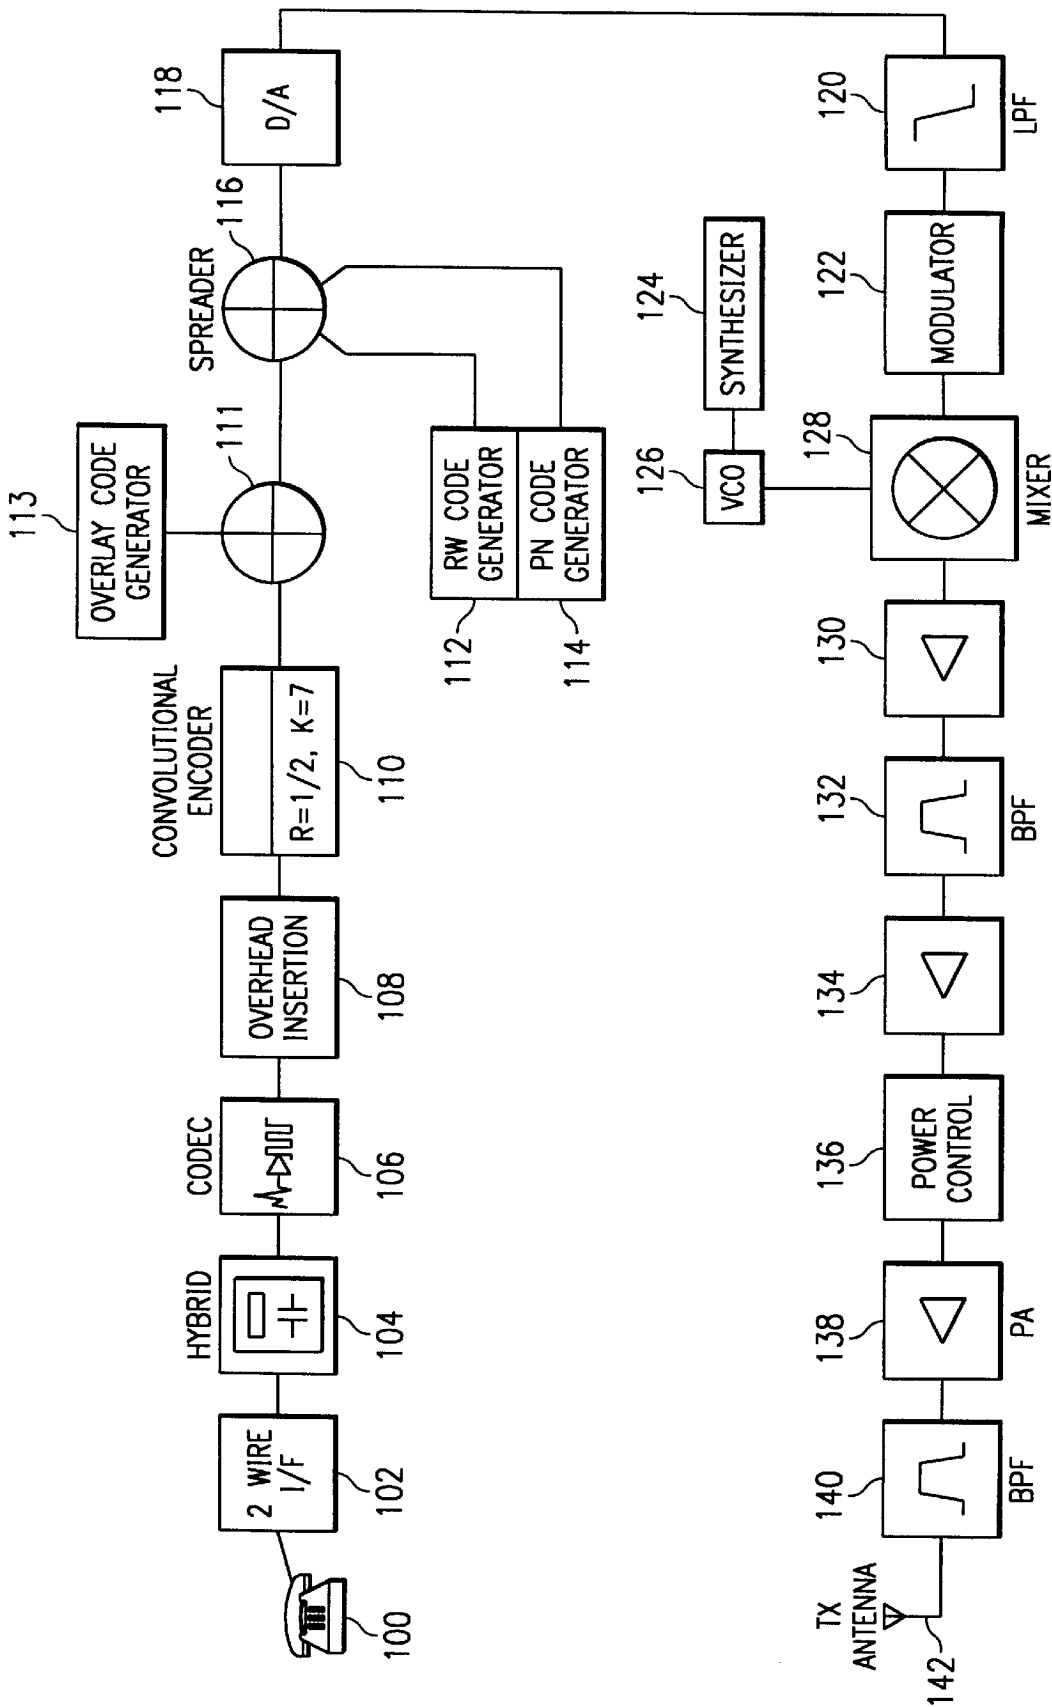 113
OVERLAY CODE
GENERATOR
CONVOLUTIONAL
ENCODER
R=1/2, K=7
110
111
SPREADER
116
118
D/A
HYBRID
104
CODEC
106
OVERHEAD
INSERTION
108
2 WIRE
I/F
102
100
RW CODE
GENERATOR
PN CODE
GENERATOR
112
114
124
SYNTHESIZER
126
VCO
TX
ANTENNA
142
140
BPF
138
PA
136
POWER
CONTROL
134
132
BPF
130
128
MIXER
122
MODULATOR
120
LPF